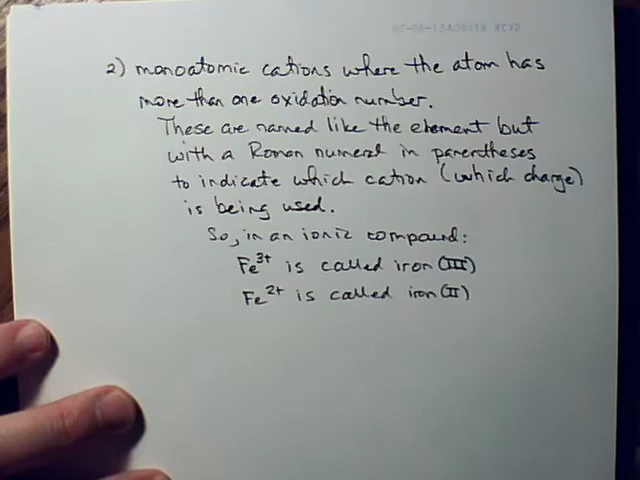 2) monoatomic cations where the atom has
more than one oxidation number.
These are named like the element but
with a Roman numeral in parentheses
to indicate which cation (which charge)
is being used.
So, in an ionic compound:
Fe³⁺ is called iron (III)
Fe²⁺ is called iron (II)